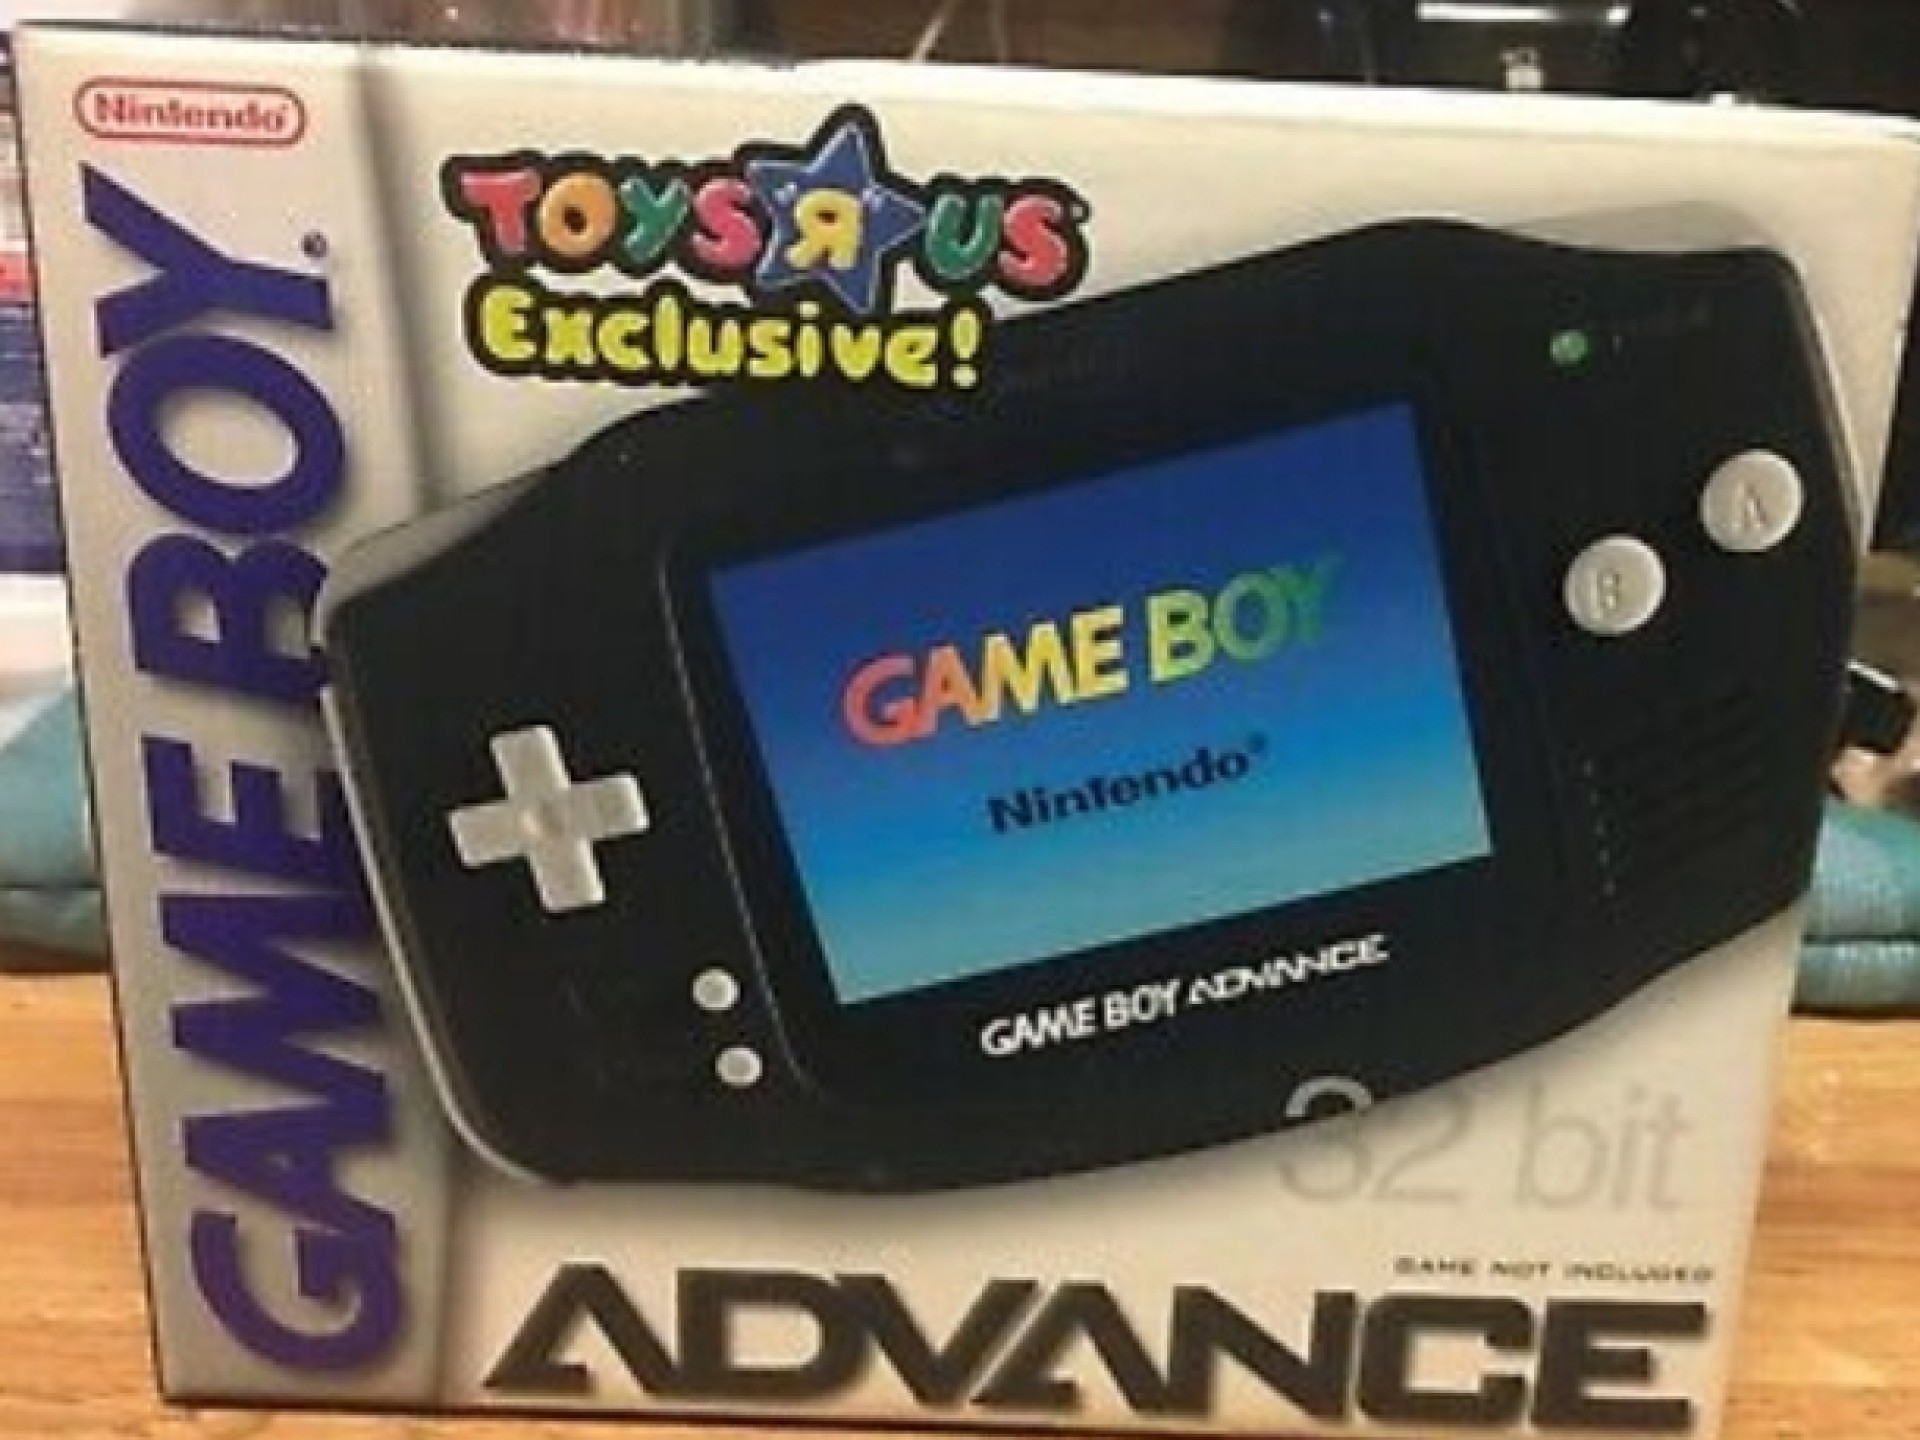 Nintendo®
GAME BOY®
TOYS "R" US®
Exclusive!
A
B
GAME BOY
Nintendo®
GAME BOY ADVANCE
32 bit
GAME NOT INCLUDED
ADVANCE